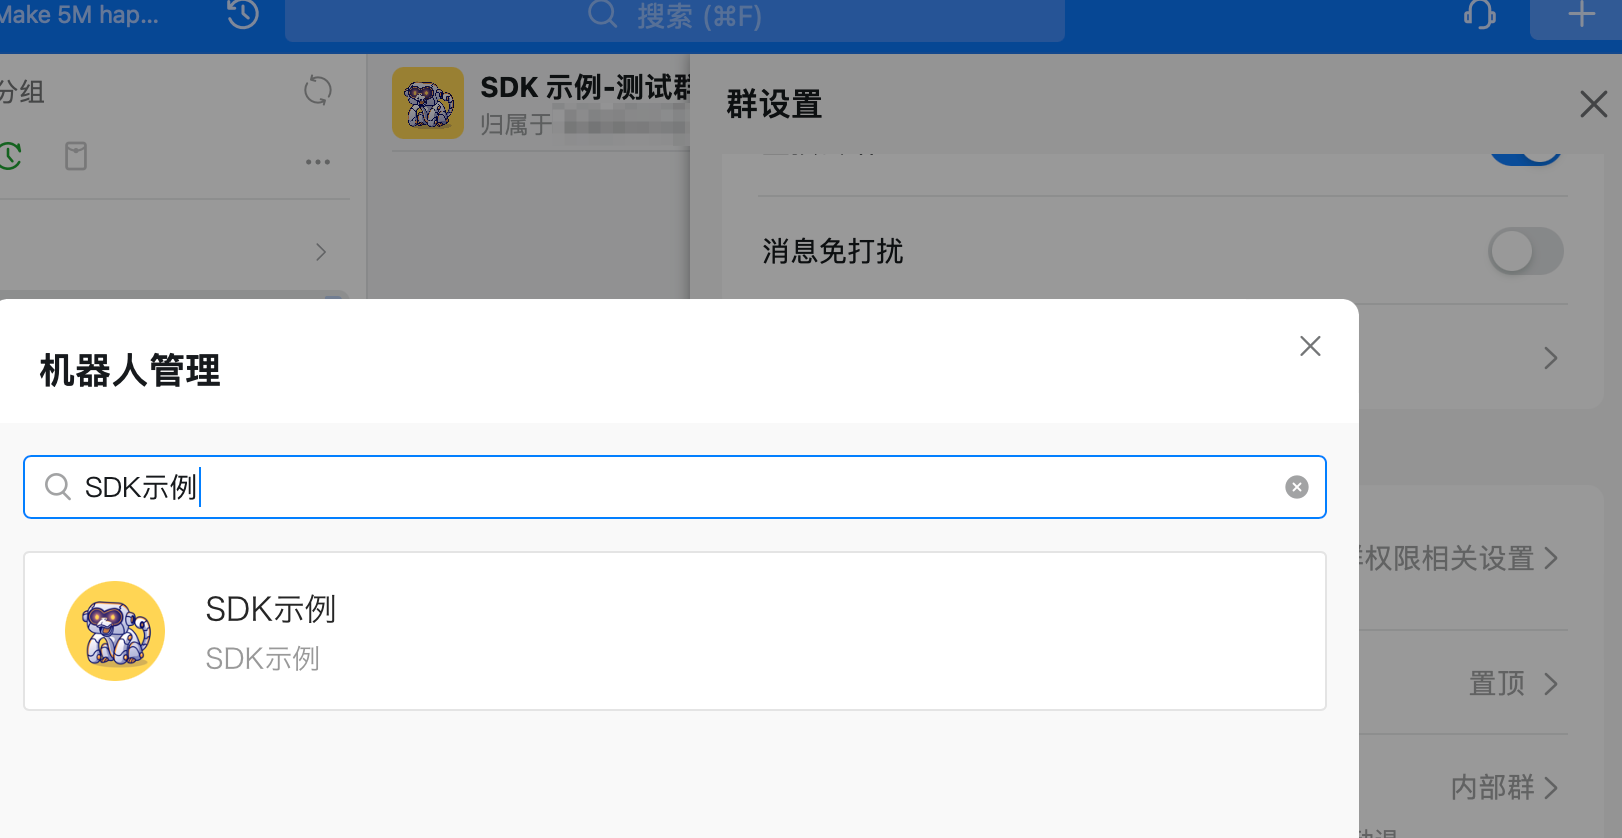 Make 5M hap...
搜索 (⌘F)
分组
SDK 示例-测试群
归属于
群设置
消息免打扰
机器人管理
SDK示例
SDK示例
SDK示例
权限相关设置
置顶
内部群